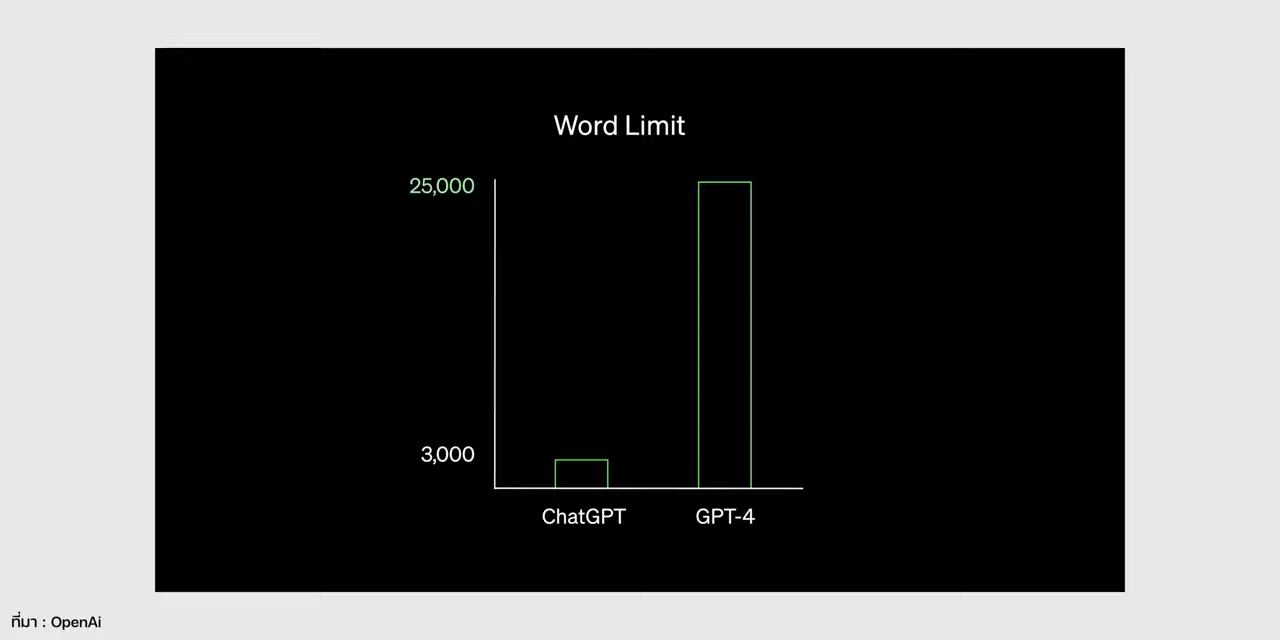 Word Limit
25,000
3,000
ChatGPT
GPT-4
ที่มา : OpenAi